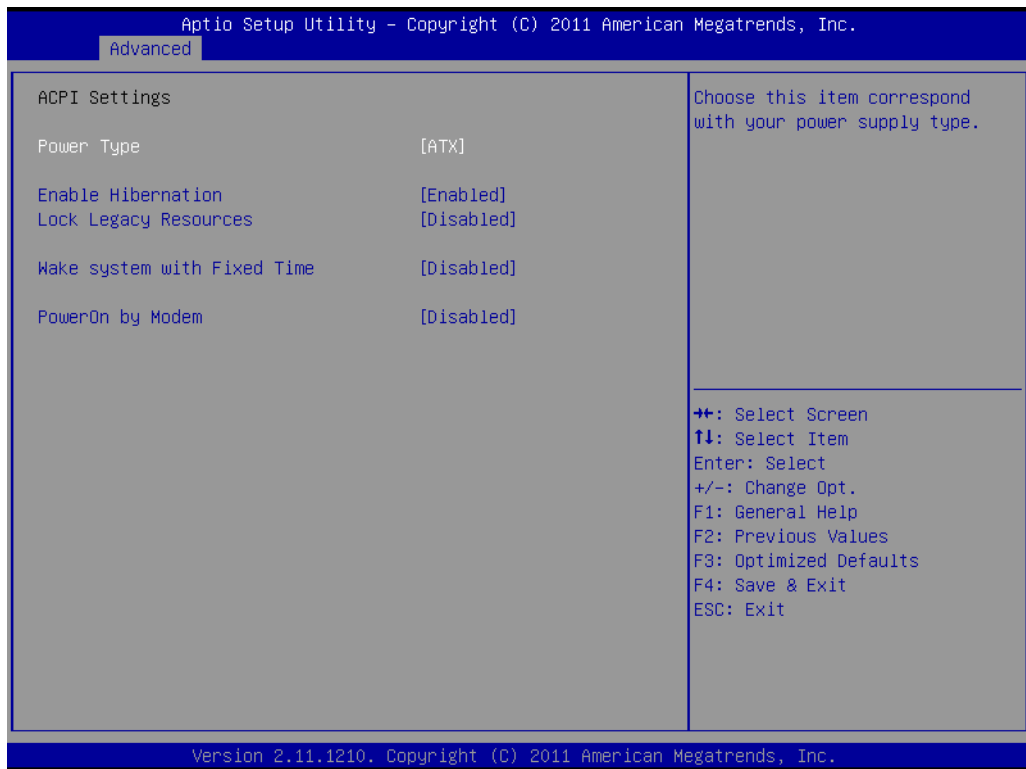 Aptio Setup Utility – Copyright (C) 2011 American Megatrends, Inc.
Advanced
ACPI Settings
Power Type [ATX]
Enable Hibernation [Enabled]
Lock Legacy Resources [Disabled]
Wake system with Fixed Time [Disabled]
PowerOn by Modem [Disabled]
Choose this item correspond
with your power supply type.
→←: Select Screen
↑↓: Select Item
Enter: Select
+/-: Change Opt.
F1: General Help
F2: Previous Values
F3: Optimized Defaults
F4: Save & Exit
ESC: Exit
Version 2.11.1210. Copyright (C) 2011 American Megatrends, Inc.